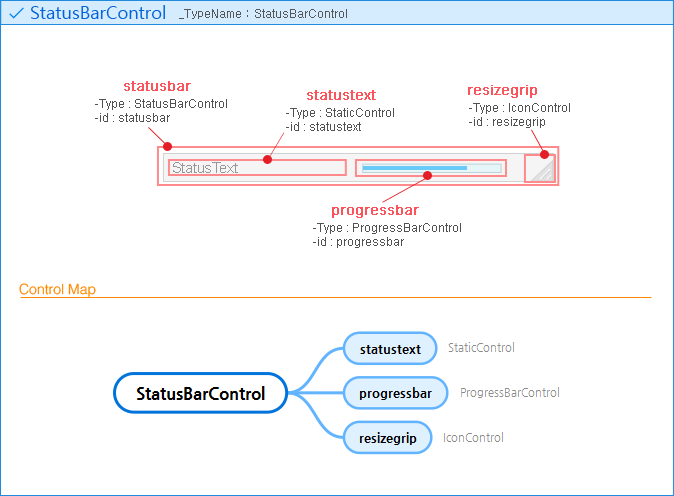 StatusBarControl _TypeName : StatusBarControl
statusbar
-Type : StatusBarControl
-id : statusbar
statustext
-Type : StaticControl
-id : statustext
resizegrip
-Type : IconControl
-id : resizegrip
StatusText
progressbar
-Type : ProgressBarControl
-id : progressbar
Control Map
StatusBarControl
statustext StaticControl
progressbar ProgressBarControl
resizegrip IconControl